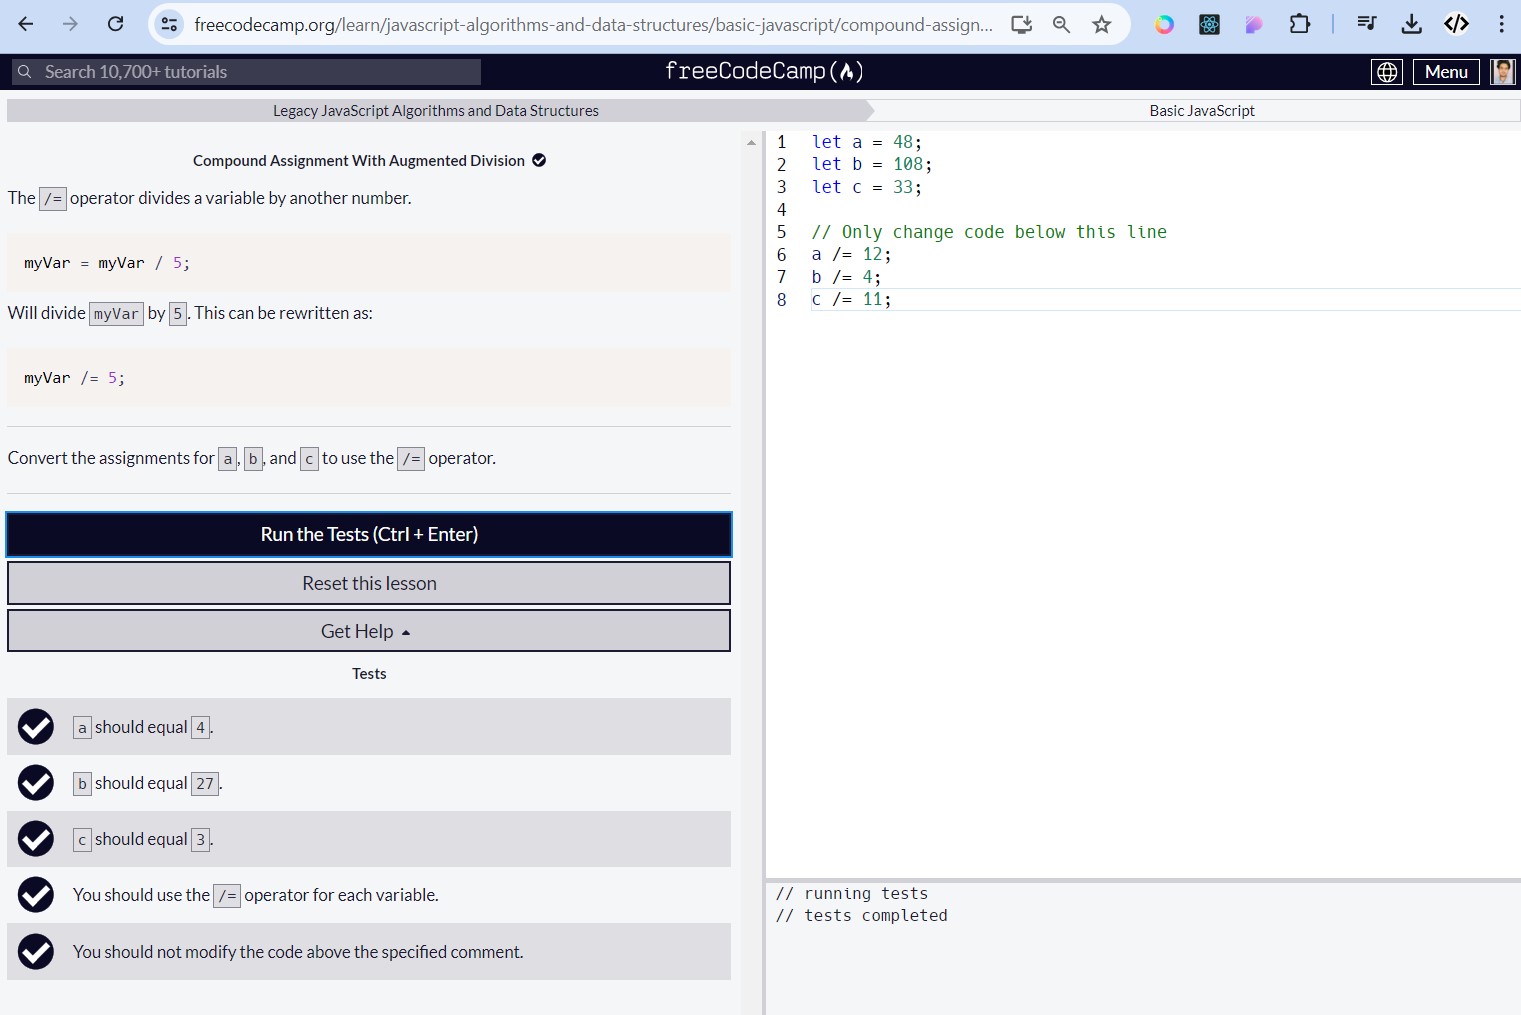 freecodecamp.org/learn/javascript-algorithms-and-data-structures/basic-javascript/compound-assign...
Search 10,700+ tutorials
freeCodeCamp(🔥)
Menu
Legacy JavaScript Algorithms and Data Structures
Basic JavaScript
Compound Assignment With Augmented Division
The /= operator divides a variable by another number.
myVar = myVar / 5;
Will divide myVar by 5. This can be rewritten as:
myVar /= 5;
Convert the assignments for a, b, and c to use the /= operator.
Run the Tests (Ctrl + Enter)
Reset this lesson
Get Help
Tests
a should equal 4.
b should equal 27.
c should equal 3.
You should use the /= operator for each variable.
You should not modify the code above the specified comment.
1 let a = 48;
2 let b = 108;
3 let c = 33;
4
5 // Only change code below this line
6 a /= 12;
7 b /= 4;
8 c /= 11;
// running tests
// tests completed